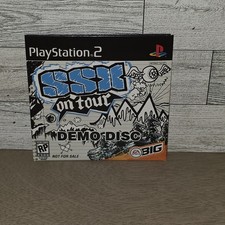 PlayStation 2
SSX
on tour
DEMO DISC
RP
NOT FOR SALE
EA
BIG